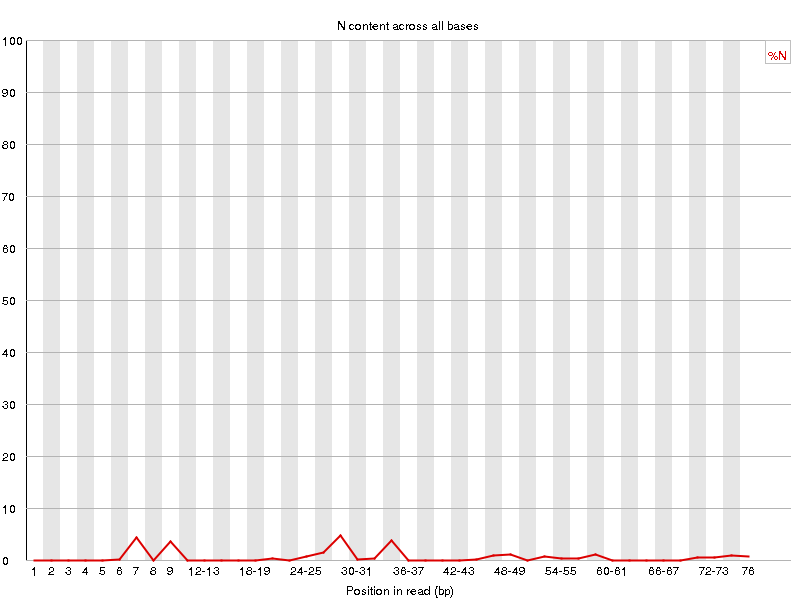 N content across all bases
%N
100
90
80
70
60
50
40
30
20
10
0
1 2 3 4 5 6 7 8 9 12-13 18-19 24-25 30-31 36-37 42-43 48-49 54-55 60-61 66-67 72-73 76
Position in read (bp)